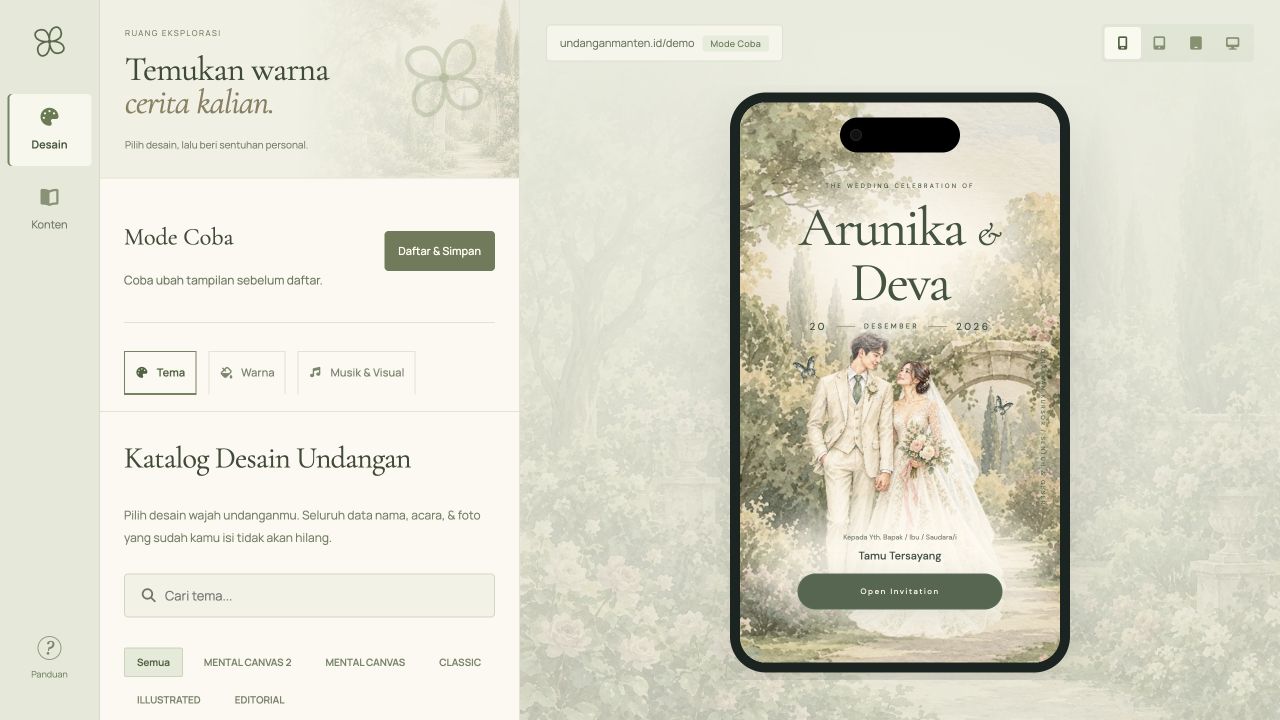 Desain
Konten
?
Panduan
RUANG EKSPLORASI
Temukan warna
cerita kalian.
Pilih desain, lalu beri sentuhan personal.
Mode Coba
Coba ubah tampilan sebelum daftar.
Daftar & Simpan
Tema
Warna
Musik & Visual
Katalog Desain Undangan
Pilih desain wajah undanganmu. Seluruh data nama, acara, & foto
yang sudah kamu isi tidak akan hilang.
Cari tema...
Semua MENTAL CANVAS 2 MENTAL CANVAS CLASSIC
ILLUSTRATED EDITORIAL
undanganmanten.id/demo Mode Coba
THE WEDDING CELEBRATION OF
Arunika &
Deva
20 DESEMBER 2026
Kepada Yth. Bapak / Ibu / Saudara/i
Tamu Tersayang
Open Invitation